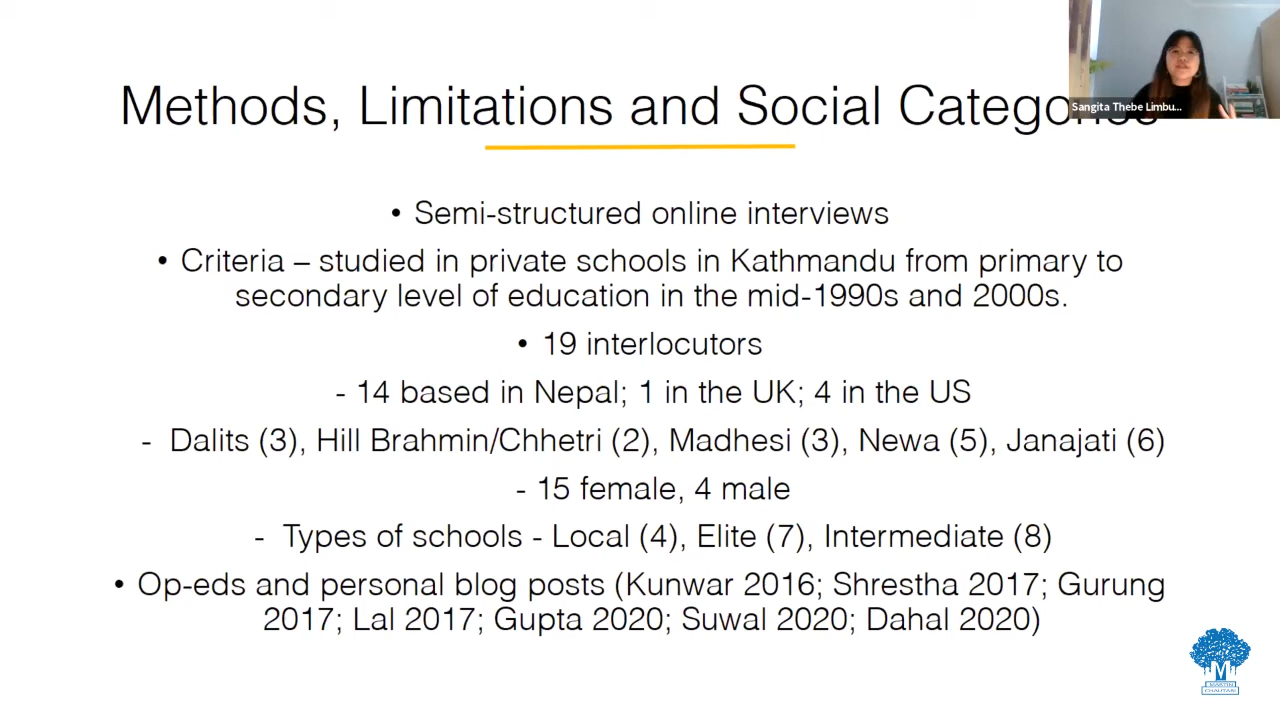 Methods, Limitations and Social Categories
Sangita Thebe Limbu...
• Semi-structured online interviews
• Criteria – studied in private schools in Kathmandu from primary to
secondary level of education in the mid-1990s and 2000s.
• 19 interlocutors
- 14 based in Nepal; 1 in the UK; 4 in the US
- Dalits (3), Hill Brahmin/Chhetri (2), Madhesi (3), Newa (5), Janajati (6)
- 15 female, 4 male
- Types of schools - Local (4), Elite (7), Intermediate (8)
• Op-eds and personal blog posts (Kunwar 2016; Shrestha 2017; Gurung
2017; Lal 2017; Gupta 2020; Suwal 2020; Dahal 2020)
M
MARTIN
CHAUTARI